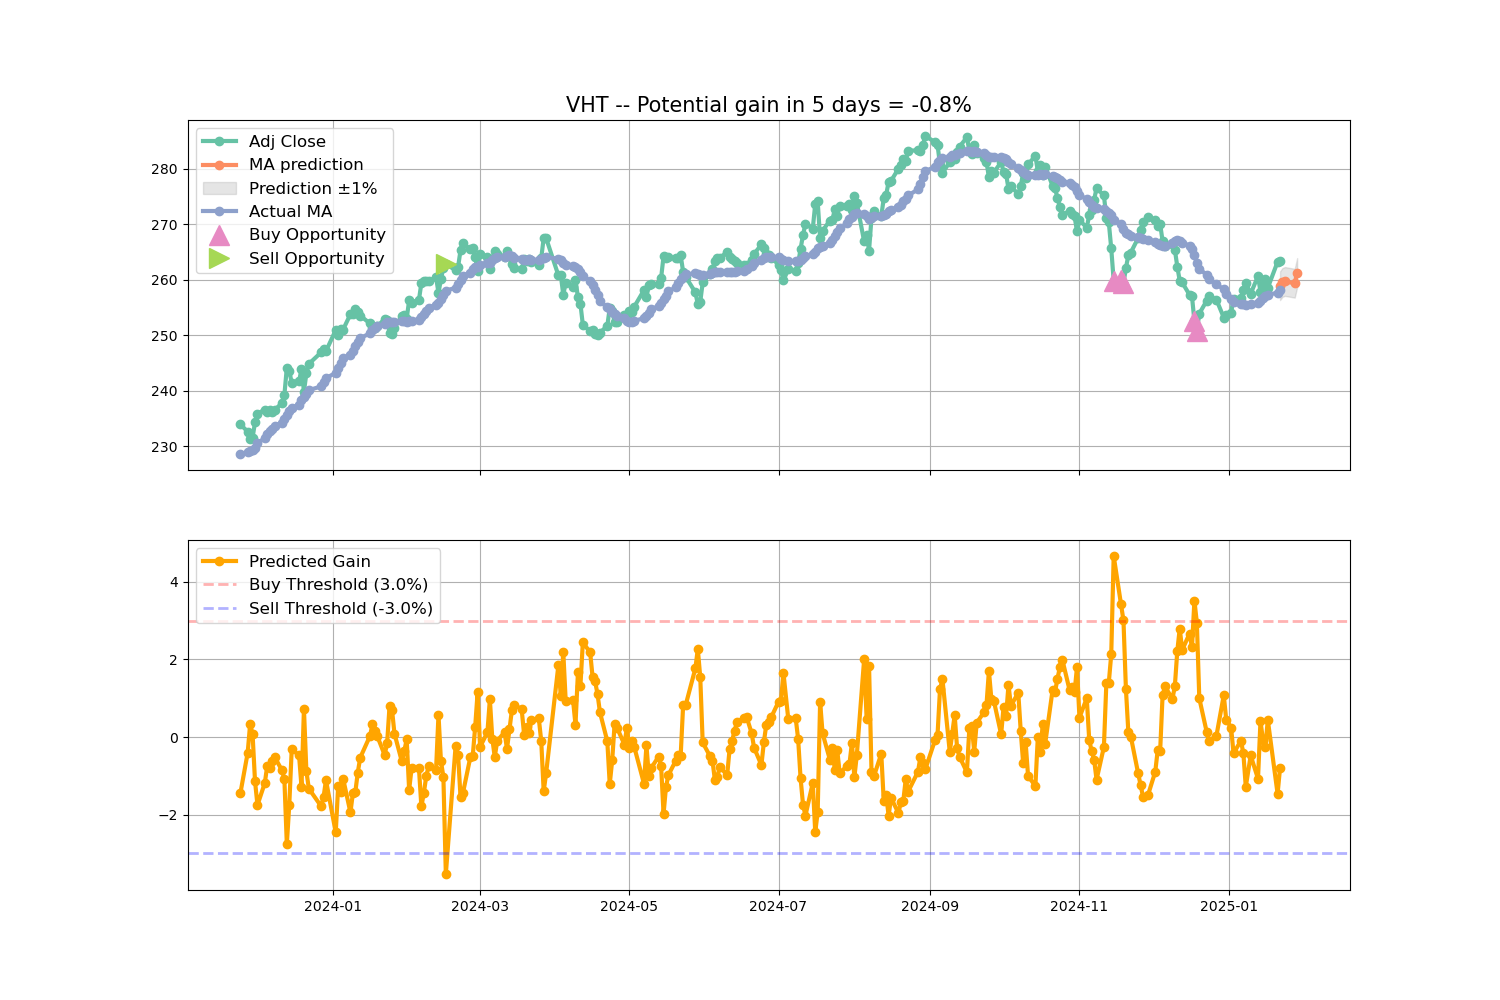 VHT -- Potential gain in 5 days = -0.8%
Adj Close
MA prediction
Prediction ±1%
Actual MA
Buy Opportunity
Sell Opportunity
280
270
260
250
240
230
Predicted Gain
Buy Threshold (3.0%)
Sell Threshold (-3.0%)
4
2
0
−2
2024-01
2024-03
2024-05
2024-07
2024-09
2024-11
2025-01